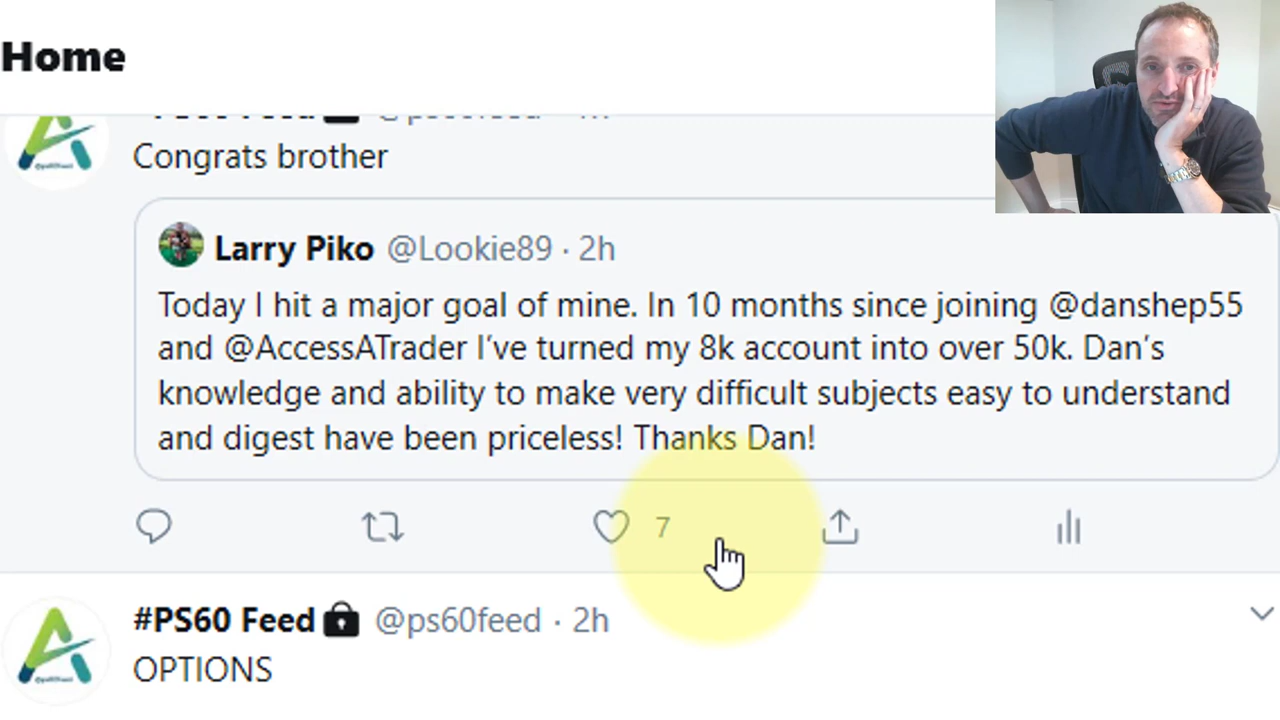 Home
Congrats brother
Larry Piko @Lookie89 · 2h
Today I hit a major goal of mine. In 10 months since joining @danshep55
and @AccessATrader I've turned my 8k account into over 50k. Dan's
knowledge and ability to make very difficult subjects easy to understand
and digest have been priceless! Thanks Dan!
7
#PS60 Feed @ps60feed · 2h
OPTIONS